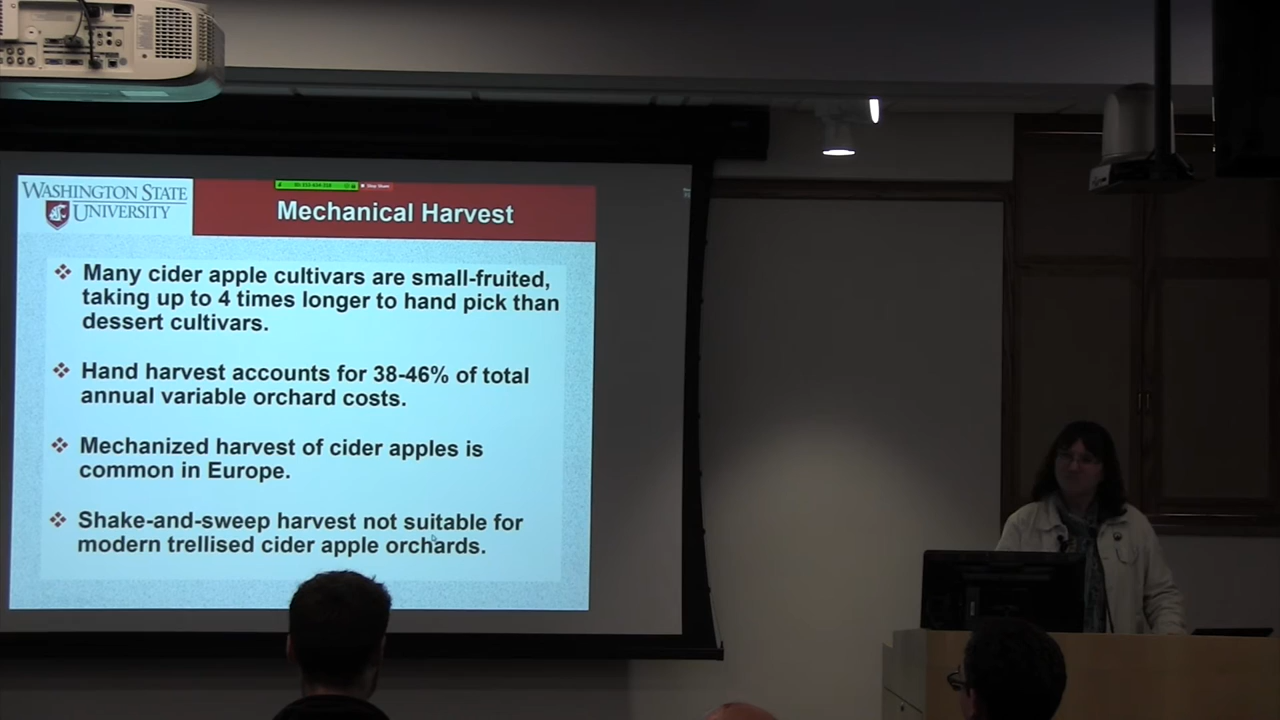 WASHINGTON STATE
UNIVERSITY
Stop Share
Mechanical Harvest
❖ Many cider apple cultivars are small-fruited,
taking up to 4 times longer to hand pick than
dessert cultivars.
❖ Hand harvest accounts for 38-46% of total
annual variable orchard costs.
❖ Mechanized harvest of cider apples is
common in Europe.
❖ Shake-and-sweep harvest not suitable for
modern trellised cider apple orchards.